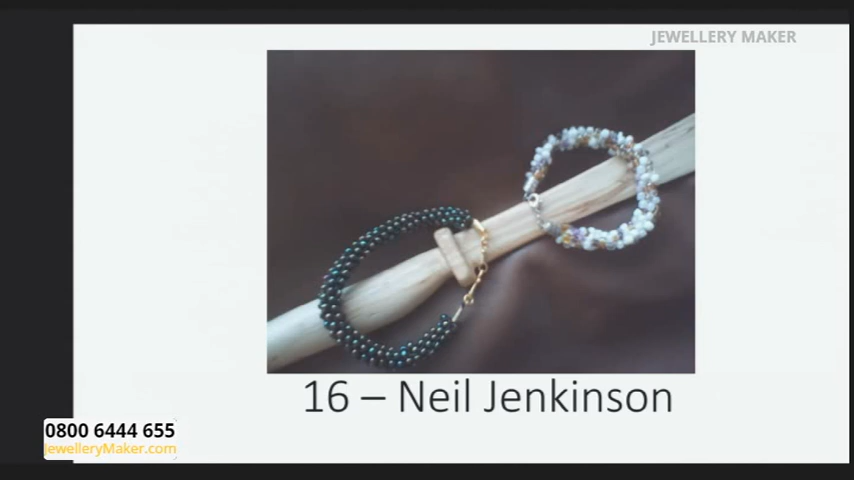 JEWELLERY MAKER
16 – Neil Jenkinson
0800 6444 655
JewelleryMaker.com